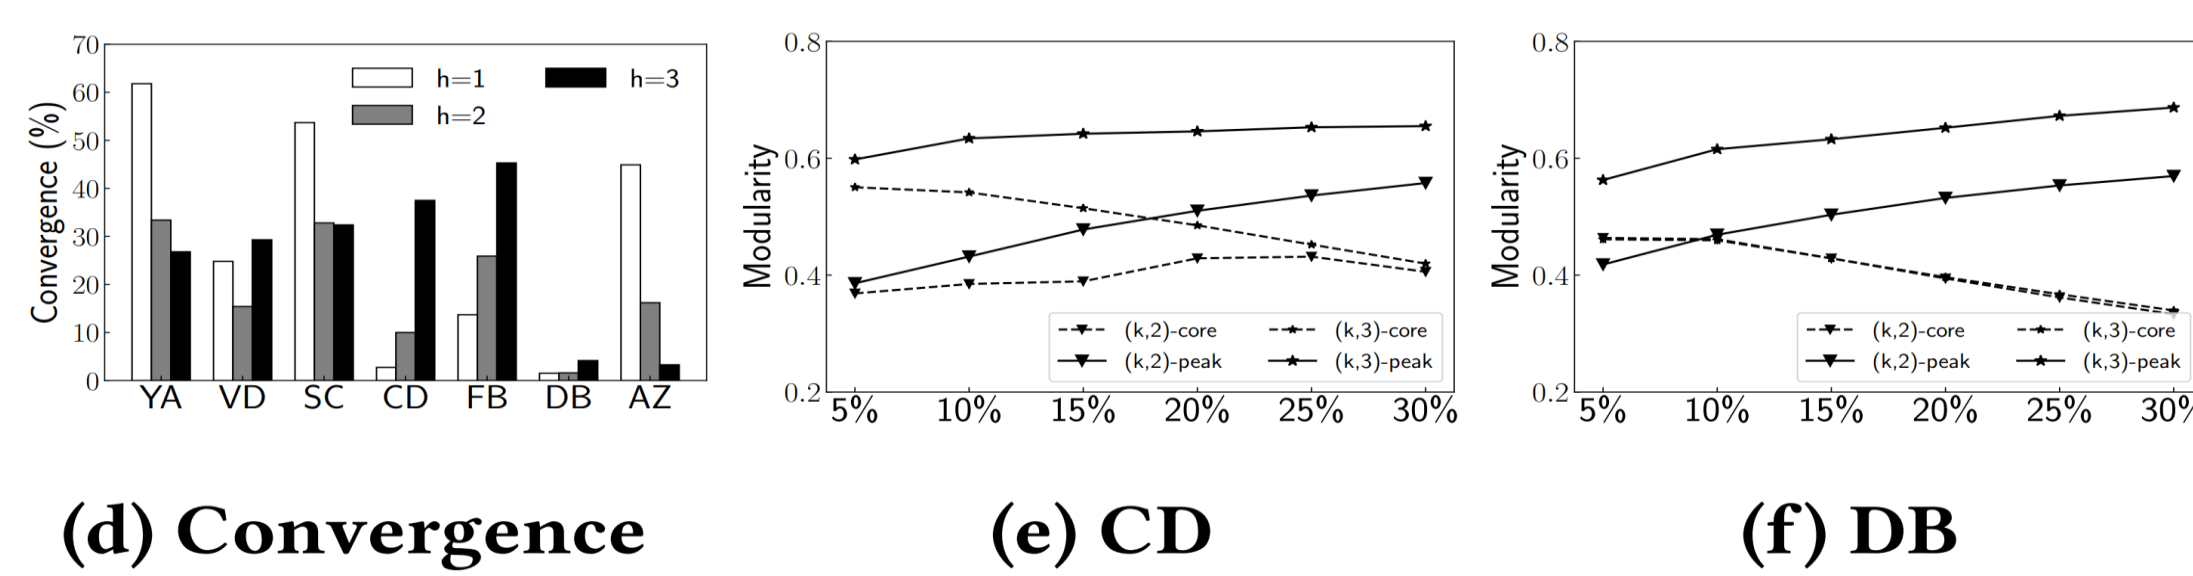 Convergence (%)
70
60
50
40
30
20
10
0
h=1
h=2
h=3
YA VD SC CD FB DB AZ
(d) Convergence
Modularity
0.8
0.6
0.4
0.2
(k,2)-core
(k,2)-peak
(k,3)-core
(k,3)-peak
5% 10% 15% 20% 25% 30%
(e) CD
Modularity
0.8
0.6
0.4
0.2
(k,2)-core
(k,2)-peak
(k,3)-core
(k,3)-peak
5% 10% 15% 20% 25% 30%
(f) DB